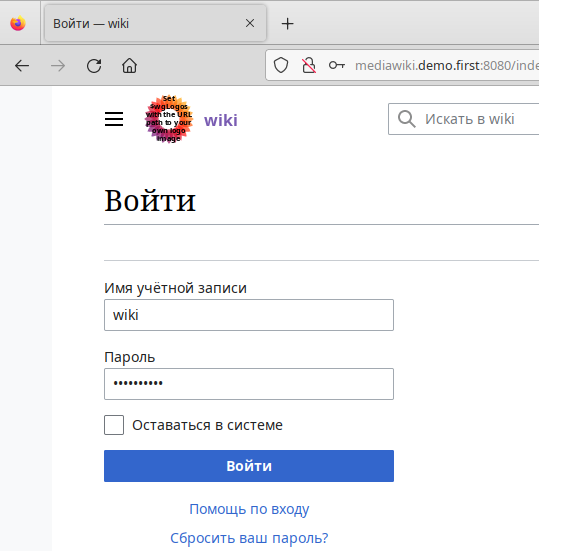 Войти — wiki
mediawiki.demo.first:8080/inde
Set
$wgLogos
with the URL
path to your
own logo
image
wiki
Искать в wiki
Войти
Имя учётной записи
wiki
Пароль
••••••••••
Оставаться в системе
Войти
Помощь по входу
Сбросить ваш пароль?